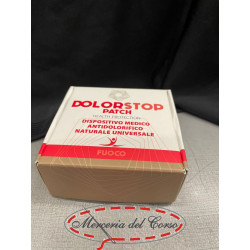 DOLORSTOP
PATCH
HEALTH PROTECTION
DISPOSITIVO MEDICO
ANTIDOLORIFICO
NATURALE UNIVERSALE
FUOCO
Merceria del Corso